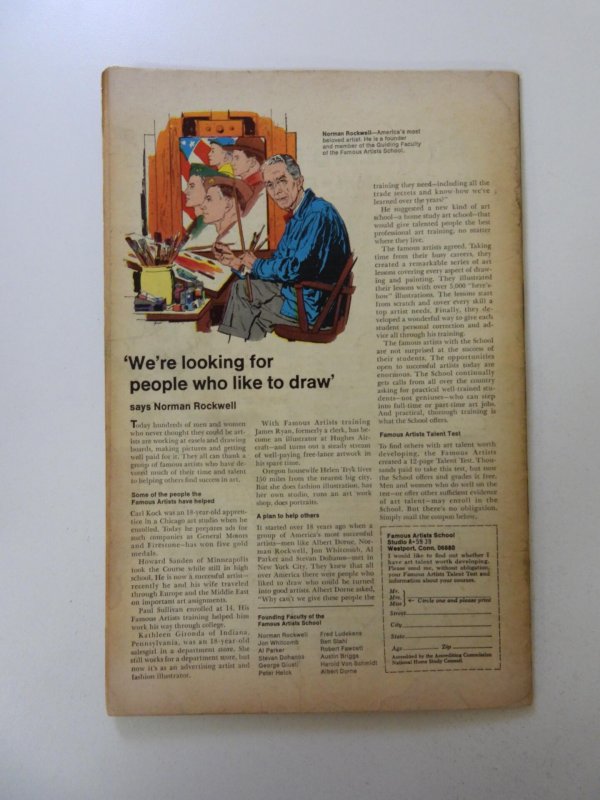 Norman Rockwell—America's most
beloved artist. He is a founder
and member of the Guiding Faculty
of the Famous Artists School.
'We're looking for
people who like to draw'
says Norman Rockwell
Today hundreds of men and women
who never thought they could be art-
ists are working at easels and drawing
boards, making pictures and getting
well paid for it. They all can thank a
group of famous artists who have de-
voted much of their time and talent
to helping others find success in art.
Some of the people the
Famous Artists have helped
Carl Kock was an 18-year-old appren-
tice in a Chicago art studio when he
enrolled. Today he prepares ads for
such companies as General Motors
and Firestone—has won five gold
medals.
Howard Sanden of Minneapolis
took the Course while still in high
school. He is now a successful artist—
recently he and his wife traveled
through Europe and the Middle East
on important art assignments.
Paul Sullivan enrolled at 14. His
Famous Artists training helped him
work his way through college.
Kathleen Gironda of Indiana,
Pennsylvania, was an 18-year-old
salesgirl in a department store. She
still works for a department store, but
now it's as an advertising artist and
fashion illustrator.
With Famous Artists training
James Ryan, formerly a clerk, has be-
come an illustrator at Hughes Air-
craft—and turns out a steady stream
of well-paying, free-lance artwork in
his spare time.
Oregon housewife Helen Tryk lives
150 miles from the nearest big city.
But she does fashion illustration, has
her own studio, runs an art work
shop, does portraits.
A plan to help others
It started over 18 years ago when a
group of America's most successful
artists—men like Albert Dorne, Nor-
man Rockwell, Jon Whitcomb, Al
Parker and Stevan Dohanos—met in
New York City. They knew that all
over America there were people who
liked to draw who could be turned
into good artists. Albert Dorne asked,
"Why can't we give these people the
Founding Faculty of the
Famous Artists School
Norman Rockwell
Jon Whitcomb
Al Parker
Stevan Dohanos
George Giusti
Peter Helck
Fred Ludekens
Ben Stahl
Robert Fawcett
Austin Briggs
Harold Von Schmidt
Albert Dorne
training they need—including all the
trade secrets and know-how we've
learned over the years?"
He suggested a new kind of art
school—a home study art school—that
would give talented people the best
professional art training, no matter
where they live.
The famous artists agreed. Taking
time from their busy careers, they
created a remarkable series of art
lessons covering every aspect of draw-
ing and painting. They illustrated
their lessons with over 5,000 "here's-
how" illustrations. The lessons start
from scratch and cover every skill a
top artist needs. Finally, they de-
veloped a wonderful way to give each
student personal correction and ad-
vice all through his training.
The famous artists with the School
are not surprised at the success of
their students. The opportunities
open to successful artists today are
enormous. The School continually
gets calls from all over the country
asking for practical well-trained stu-
dents—not geniuses—who can step
into full-time or part-time art jobs.
And practical, thorough training is
what the School offers.
Famous Artists Talent Test
To find others with art talent worth
developing, the Famous Artists
created a 12-page Talent Test. Thou-
sands paid to take this test, but now
the School offers and grades it free.
Men and women who do well on the
test—or offer other sufficient evidence
of art talent—may enroll in the
School. But there's no obligation.
Simply mail the coupon below.
Famous Artists School
Westport, Conn. 06880
I would like to find out whether I
have art talent worth developing.
Please send me, without obligation,
your Famous Artists Talent Test and
information about your courses.
Mr.
Mrs.
Miss
← Circle one and please print
Street
City
State
Age Zip
Accredited by the Accrediting Commission
National Home Study Council.